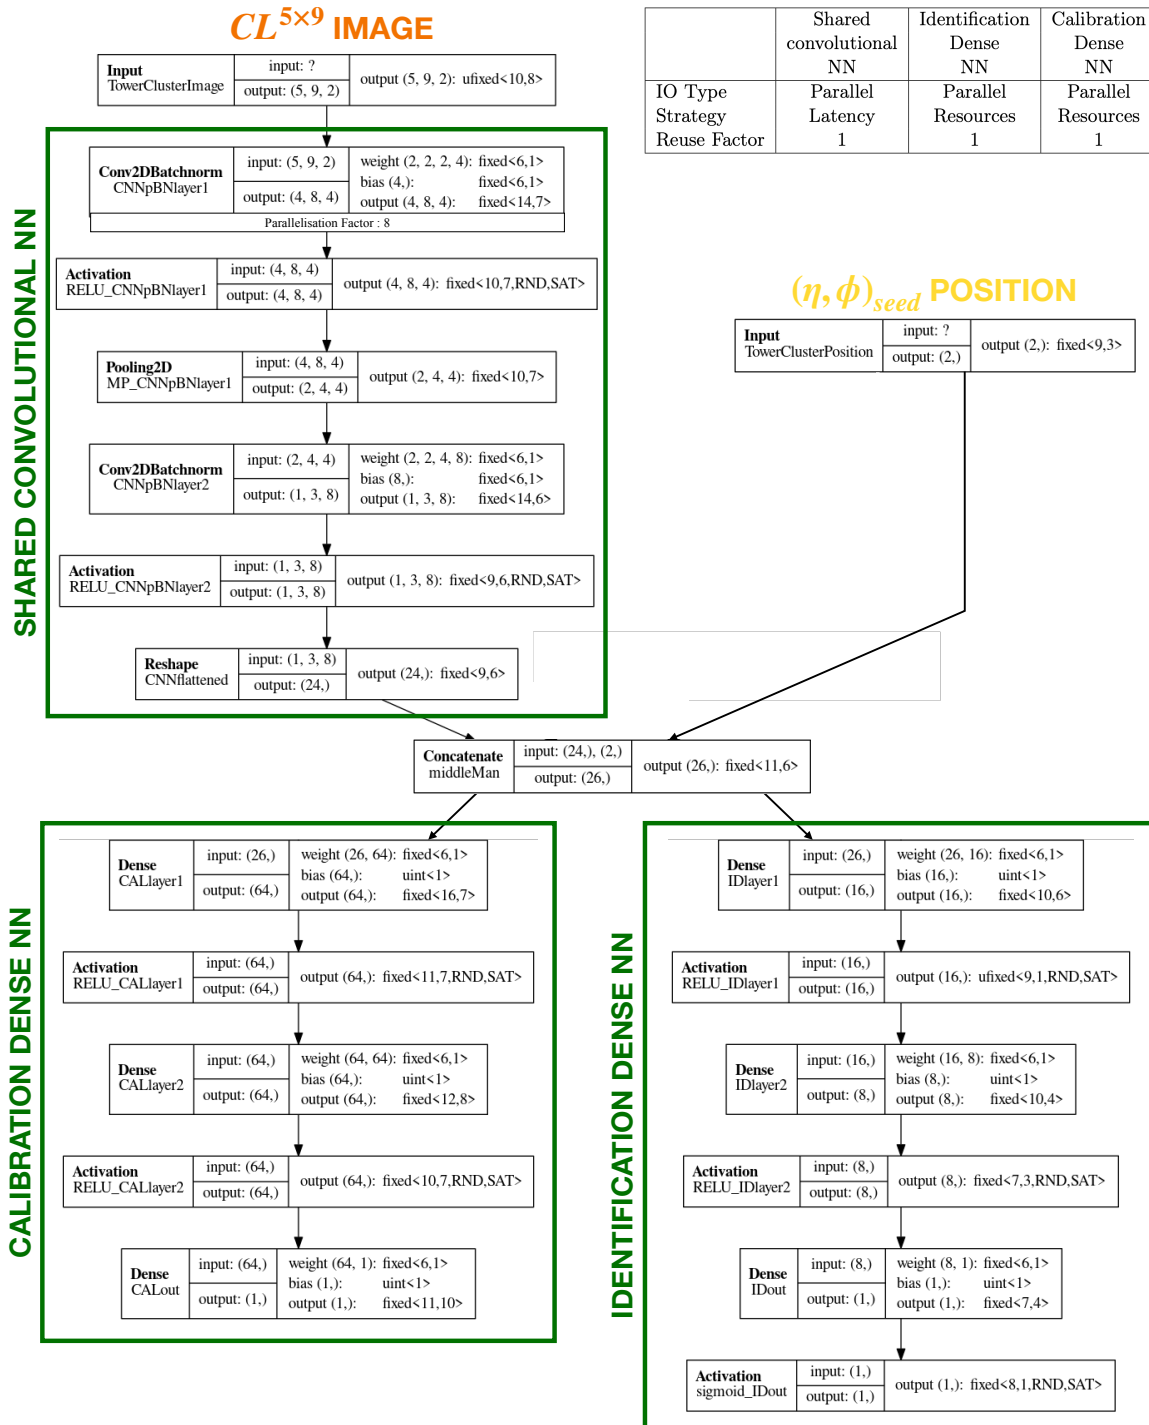 CL^{5×9} IMAGE
Input
TowerClusterImage
input: ?
output: (5, 9, 2)
output (5, 9, 2): ufixed<10,8>
Shared convolutional NN
Identification Dense NN
Calibration Dense NN
IO Type Parallel Parallel Parallel
Strategy Latency Resources Resources
Reuse Factor 1 1 1
SHARED CONVOLUTIONAL NN
Conv2DBatchnorm
CNNpBNlayer1
input: (5, 9, 2)
output: (4, 8, 4)
weight (2, 2, 2, 4): fixed<6,1>
bias (4,): fixed<6,1>
output (4, 8, 4): fixed<14,7>
Parallelisation Factor : 8
Activation
RELU_CNNpBNlayer1
input: (4, 8, 4)
output: (4, 8, 4)
output (4, 8, 4): fixed<10,7,RND,SAT>
Pooling2D
MP_CNNpBNlayer1
input: (4, 8, 4)
output: (2, 4, 4)
output (2, 4, 4): fixed<10,7>
Conv2DBatchnorm
CNNpBNlayer2
input: (2, 4, 4)
output: (1, 3, 8)
weight (2, 2, 4, 8): fixed<6,1>
bias (8,): fixed<6,1>
output (1, 3, 8): fixed<14,6>
Activation
RELU_CNNpBNlayer2
input: (1, 3, 8)
output: (1, 3, 8)
output (1, 3, 8): fixed<9,6,RND,SAT>
Reshape
CNNflattened
input: (1, 3, 8)
output: (24,)
output (24,): fixed<9,6>
(η, ϕ)_{seed} POSITION
Input
TowerClusterPosition
input: ?
output: (2,)
output (2,): fixed<9,3>
Concatenate
middleMan
input: (24,), (2,)
output: (26,)
output (26,): fixed<11,6>
CALIBRATION DENSE NN
Dense
CALlayer1
input: (26,)
output: (64,)
weight (26, 64): fixed<6,1>
bias (64,): uint<1>
output (64,): fixed<16,7>
Activation
RELU_CALlayer1
input: (64,)
output: (64,)
output (64,): fixed<11,7,RND,SAT>
Dense
CALlayer2
input: (64,)
output: (64,)
weight (64, 64): fixed<6,1>
bias (64,): uint<1>
output (64,): fixed<12,8>
Activation
RELU_CALlayer2
input: (64,)
output: (64,)
output (64,): fixed<10,7,RND,SAT>
Dense
CALout
input: (64,)
output: (1,)
weight (64, 1): fixed<6,1>
bias (1,): uint<1>
output (1,): fixed<11,10>
IDENTIFICATION DENSE NN
Dense
IDlayer1
input: (26,)
output: (16,)
weight (26, 16): fixed<6,1>
bias (16,): uint<1>
output (16,): fixed<10,6>
Activation
RELU_IDlayer1
input: (16,)
output: (16,)
output (16,): ufixed<9,1,RND,SAT>
Dense
IDlayer2
input: (16,)
output: (8,)
weight (16, 8): fixed<6,1>
bias (8,): uint<1>
output (8,): fixed<10,4>
Activation
RELU_IDlayer2
input: (8,)
output: (8,)
output (8,): fixed<7,3,RND,SAT>
Dense
IDout
input: (8,)
output: (1,)
weight (8, 1): fixed<6,1>
bias (1,): uint<1>
output (1,): fixed<7,4>
Activation
sigmoid_IDout
input: (1,)
output: (1,)
output (1,): fixed<8,1,RND,SAT>